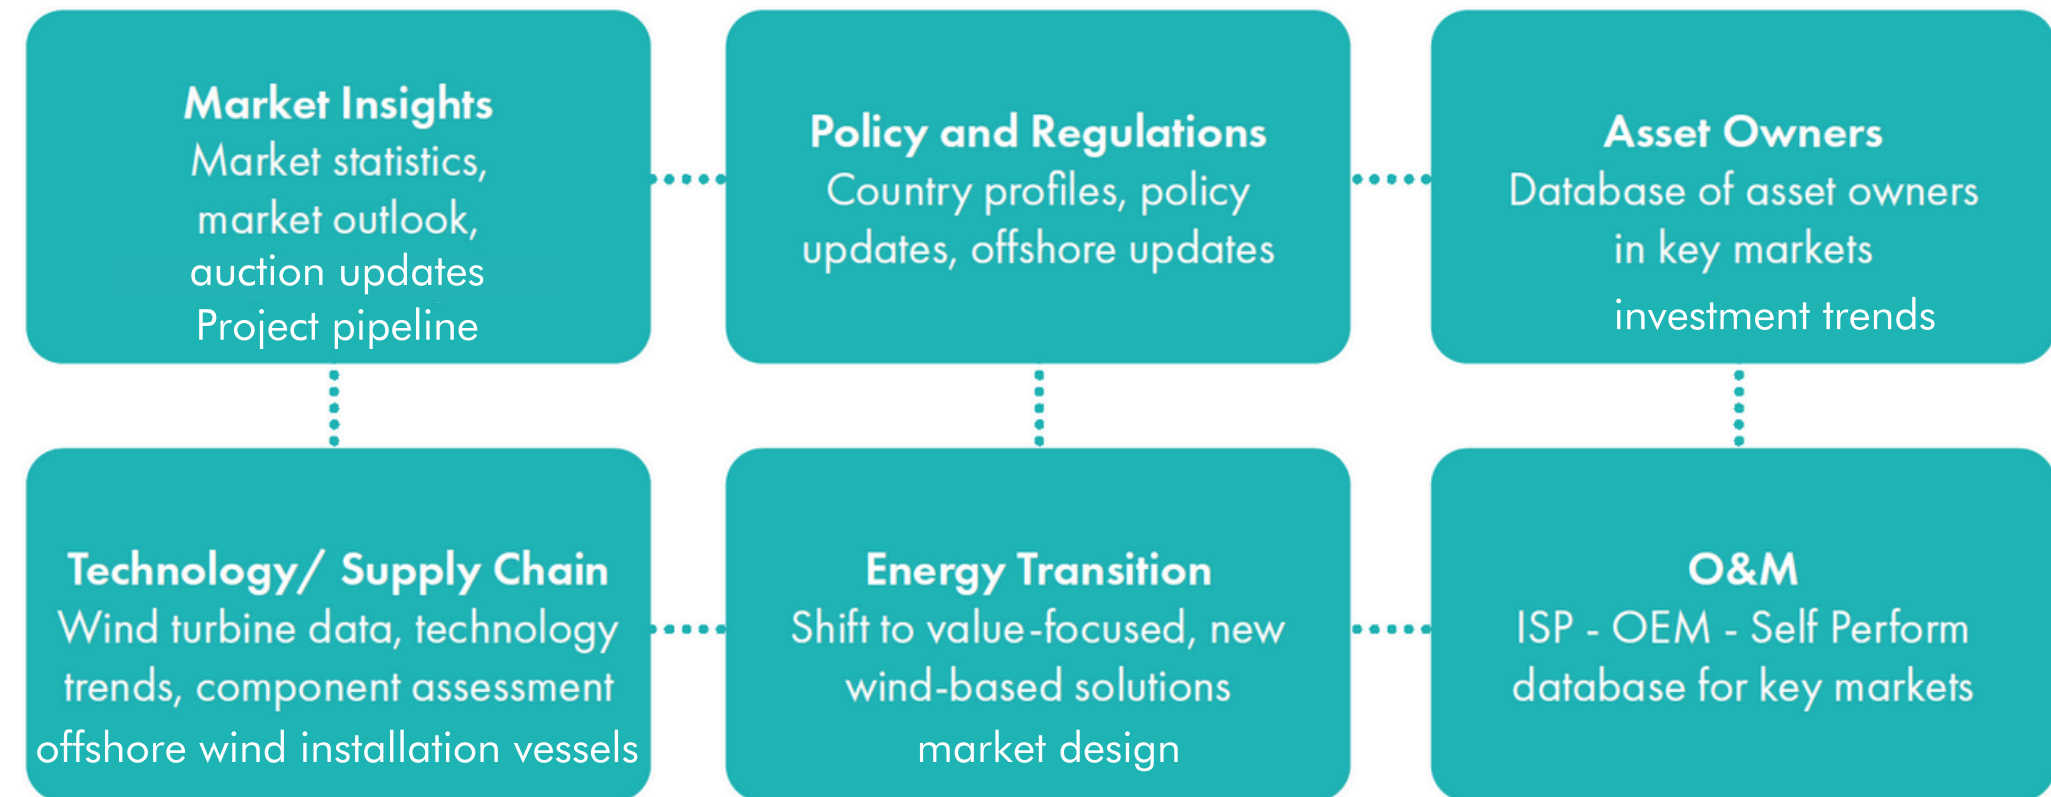 Market Insights
Market statistics,
market outlook,
auction updates
Project pipeline
Policy and Regulations
Country profiles, policy
updates, offshore updates
Asset Owners
Database of asset owners
in key markets
investment trends
Technology/ Supply Chain
Wind turbine data, technology
trends, component assessment
offshore wind installation vessels
Energy Transition
Shift to value-focused, new
wind-based solutions
market design
O&M
ISP - OEM - Self Perform
database for key markets